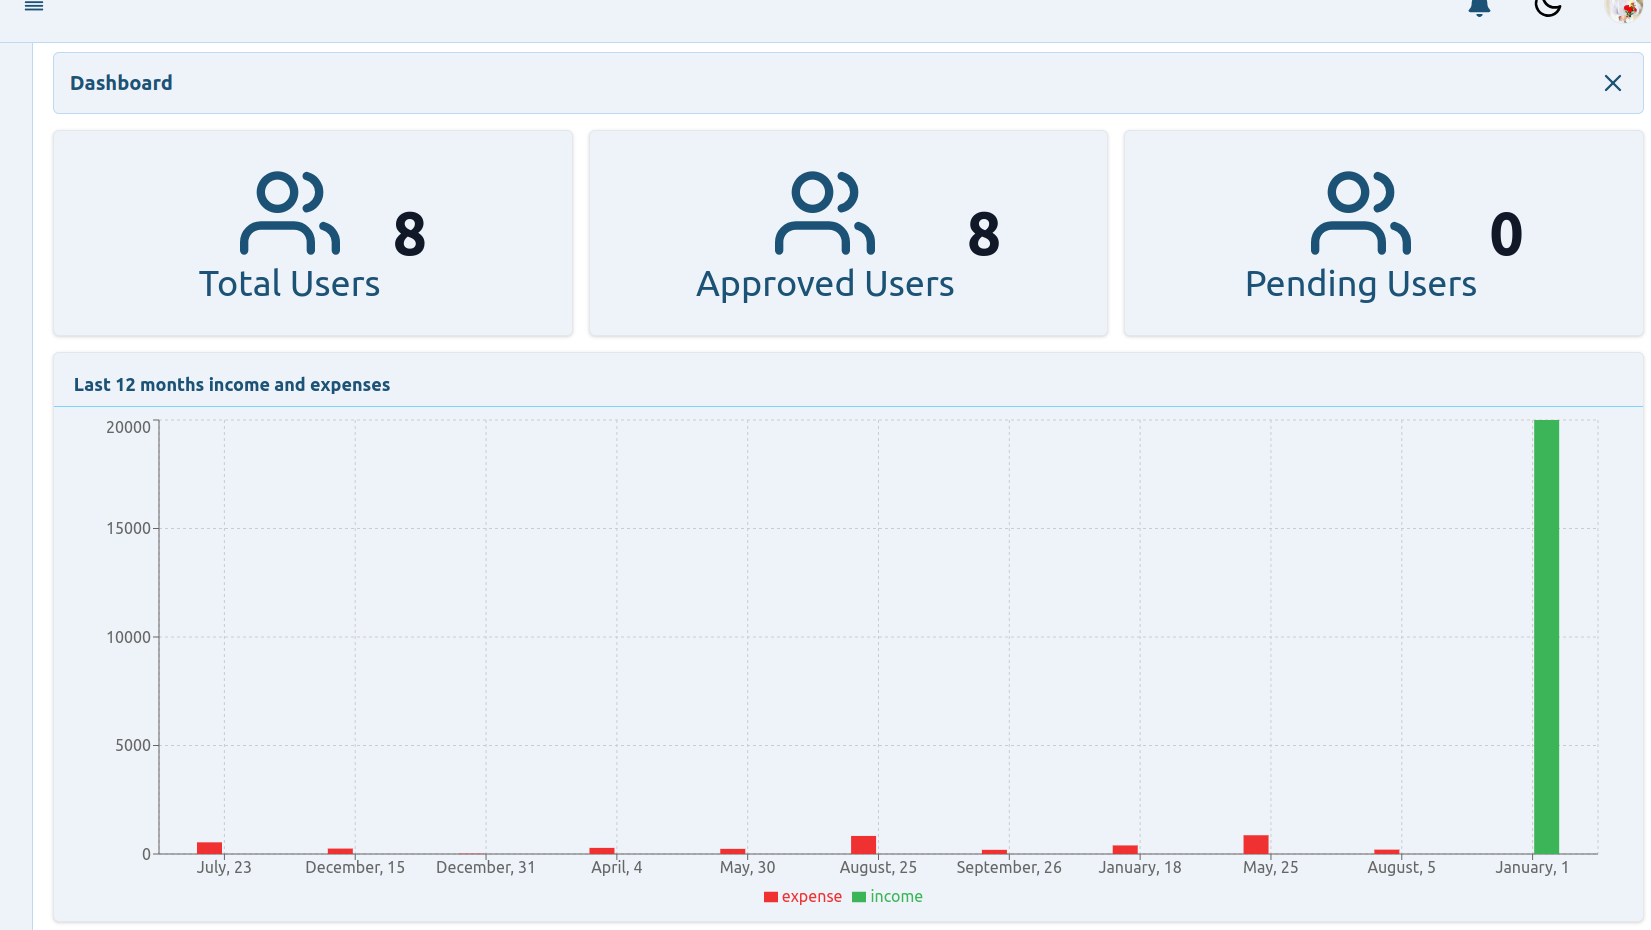 Dashboard
8
Total Users
8
Approved Users
0
Pending Users
Last 12 months income and expenses
20000
15000
10000
5000
0
July, 23 December, 15 December, 31 April, 4 May, 30 August, 25 September, 26 January, 18 May, 25 August, 5 January, 1
expense income